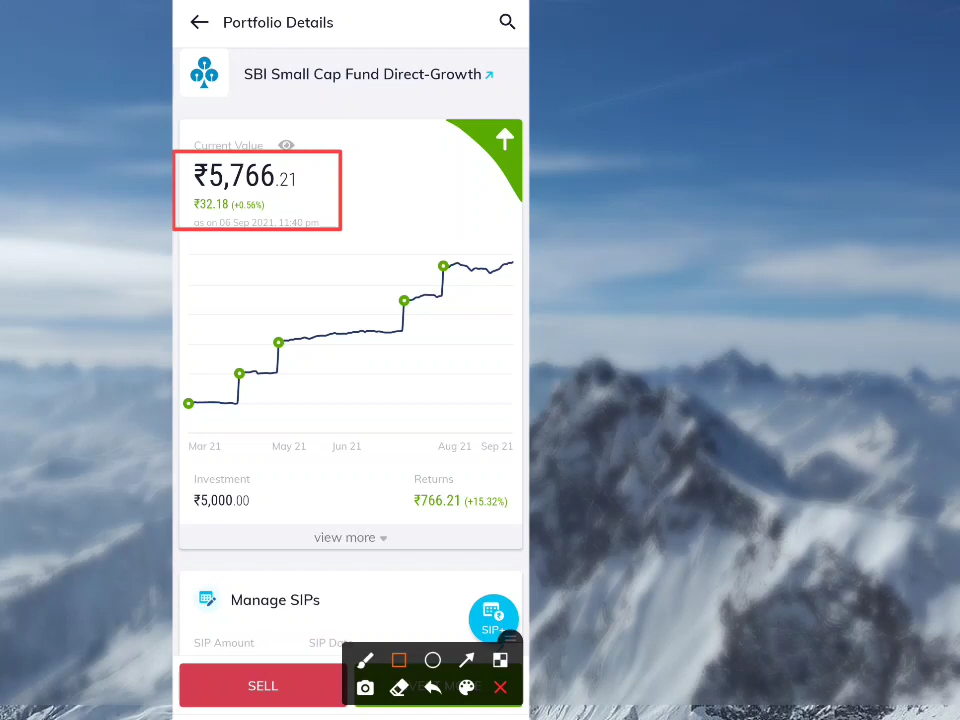 Portfolio Details
SBI Small Cap Fund Direct-Growth
Current Value
₹5,766.21
₹32.18 (+0.56%)
as on 06 Sep 2021, 11:40 pm
Mar 21 May 21 Jun 21 Aug 21 Sep 21
Investment Returns
₹5,000.00 ₹766.21 (+15.32%)
view more
Manage SIPs
SIP+
SIP Amount SIP
SELL